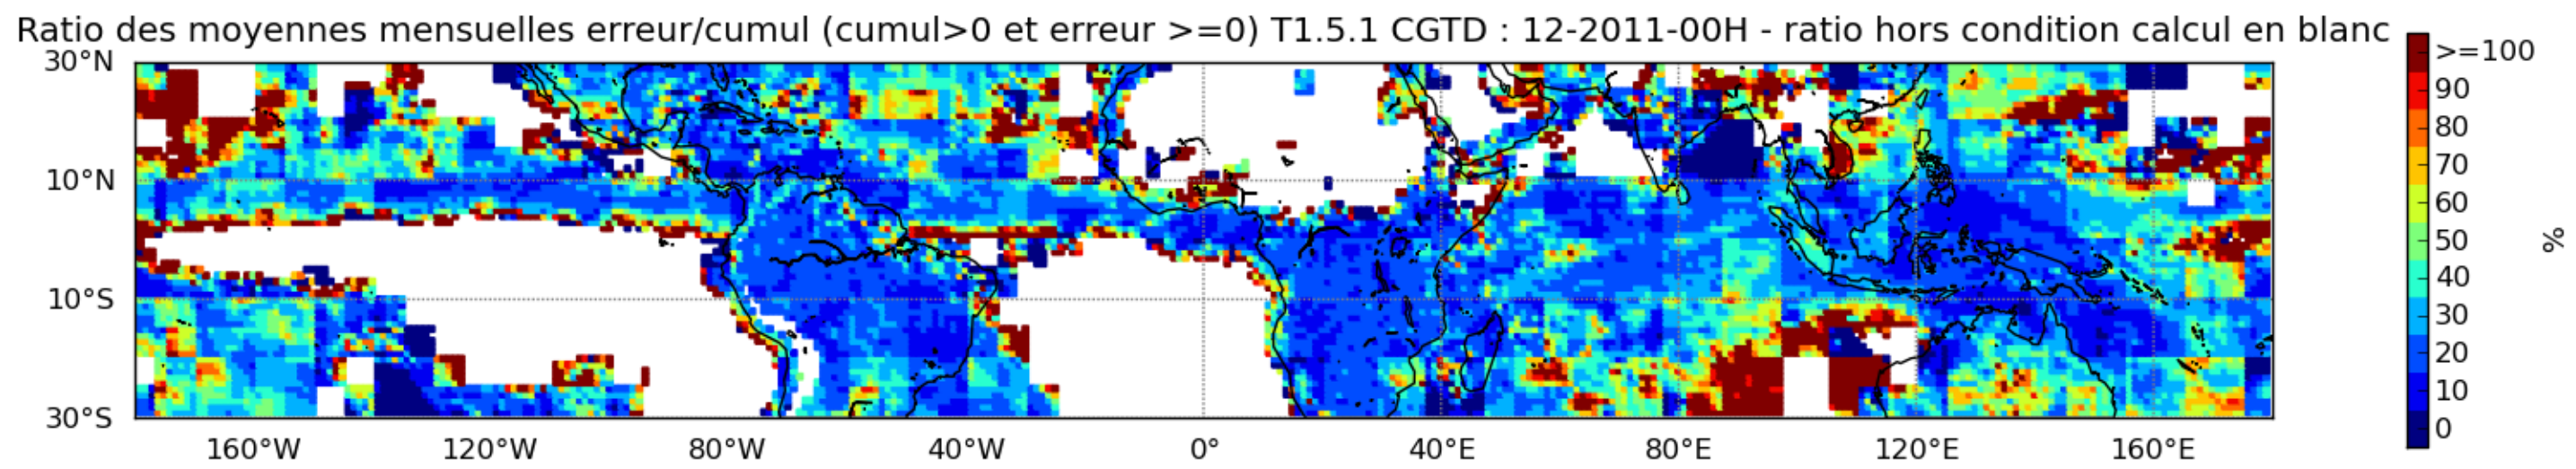 Ratio des moyennes mensuelles erreur/cumul (cumul>0 et erreur >=0) T1.5.1 CGTD : 12-2011-00H - ratio hors condition calcul en blanc
30°N
10°N
10°S
30°S
160°W 120°W 80°W 40°W 0° 40°E 80°E 120°E 160°E
>=100
90
80
70
60
50
40
30
20
10
0
%